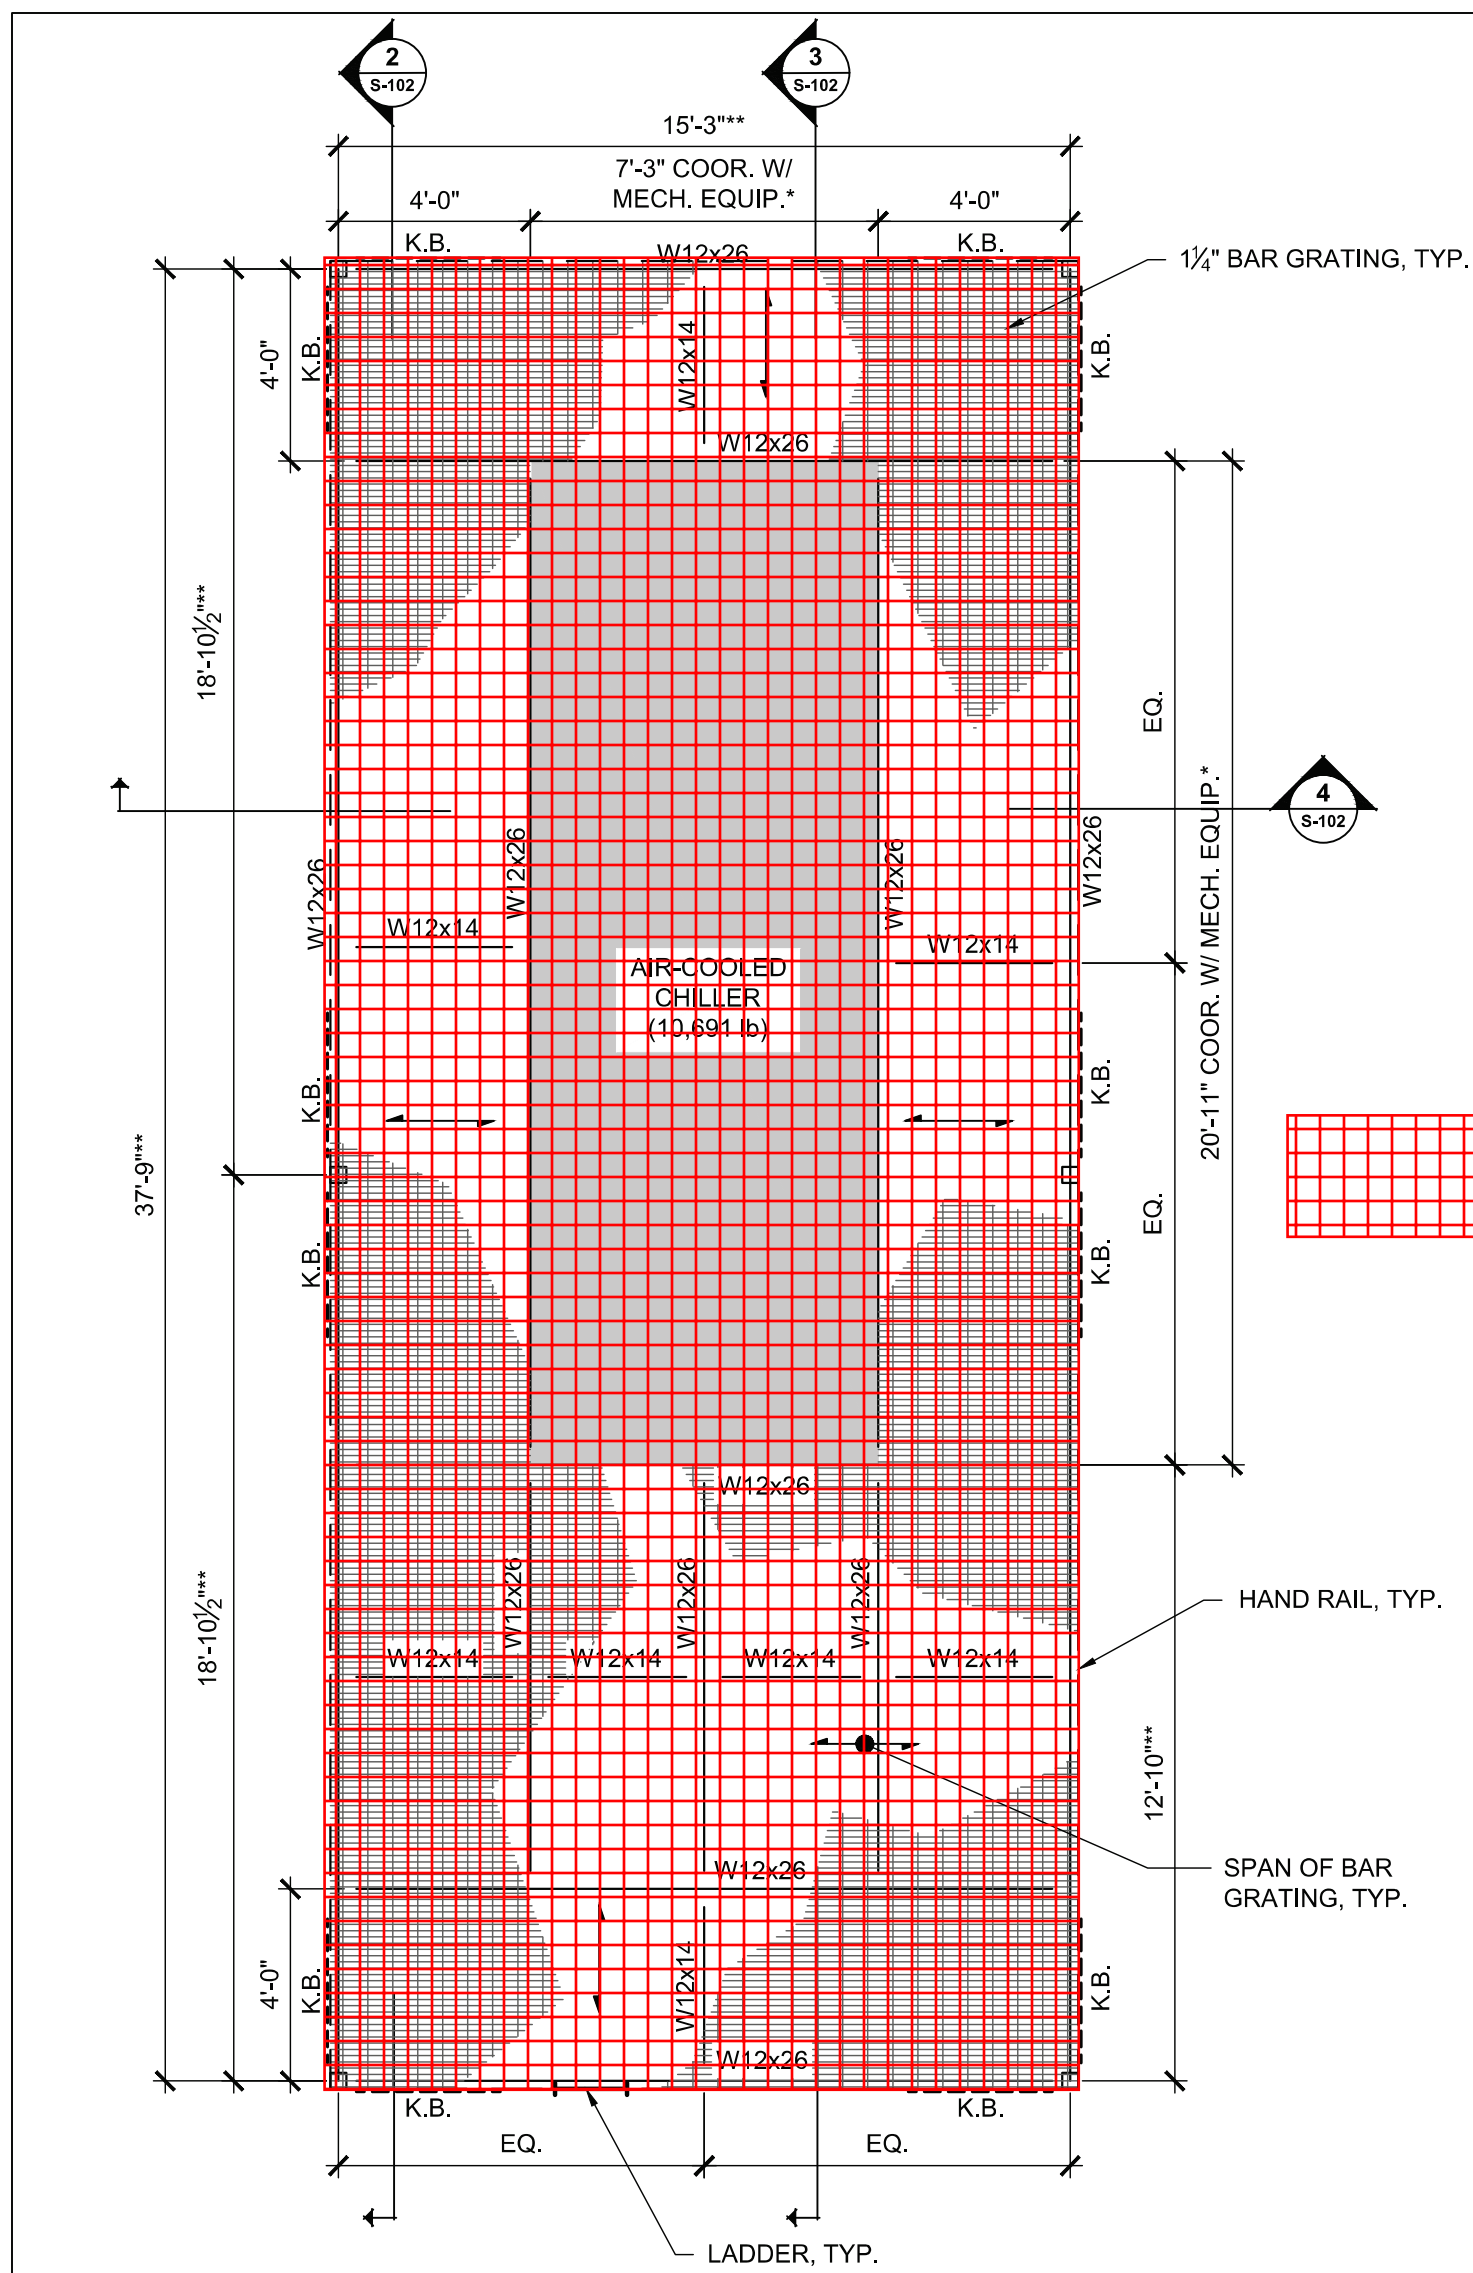 2
S-102
3
S-102
15'-3"**
7'-3" COOR. W/
MECH. EQUIP.*
4'-0"
4'-0"
K.B.
K.B.
W12x26
1¼" BAR GRATING, TYP.
4'-0"
K.B.
W12x14
K.B.
W12x26
18'-10½"**
EQ.
20'-11" COOR. W/ MECH. EQUIP.*
4
S-102
W12x26
W12x26
W12x26
W12x26
W12x14
W12x14
AIR-COOLED
CHILLER
(10,691 lb)
K.B.
K.B.
37'-9"**
EQ.
K.B.
K.B.
W12x26
W12x26
W12x26
W12x26
HAND RAIL, TYP.
18'-10½"**
W12x14
W12x14
W12x14
W12x14
12'-10"**
W12x26
SPAN OF BAR
GRATING, TYP.
4'-0"
K.B.
W12x14
K.B.
W12x26
K.B.
K.B.
EQ.
EQ.
LADDER, TYP.